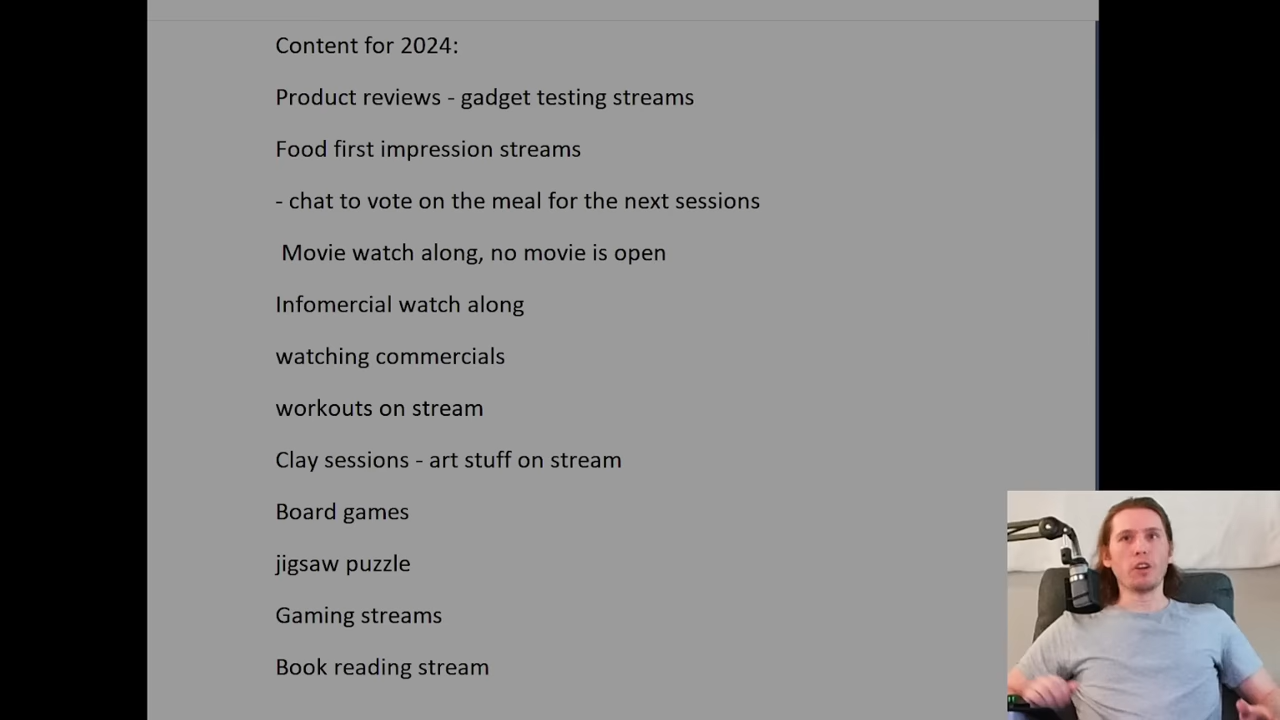 Content for 2024:
Product reviews - gadget testing streams
Food first impression streams
- chat to vote on the meal for the next sessions
Movie watch along, no movie is open
Infomercial watch along
watching commercials
workouts on stream
Clay sessions - art stuff on stream
Board games
jigsaw puzzle
Gaming streams
Book reading stream